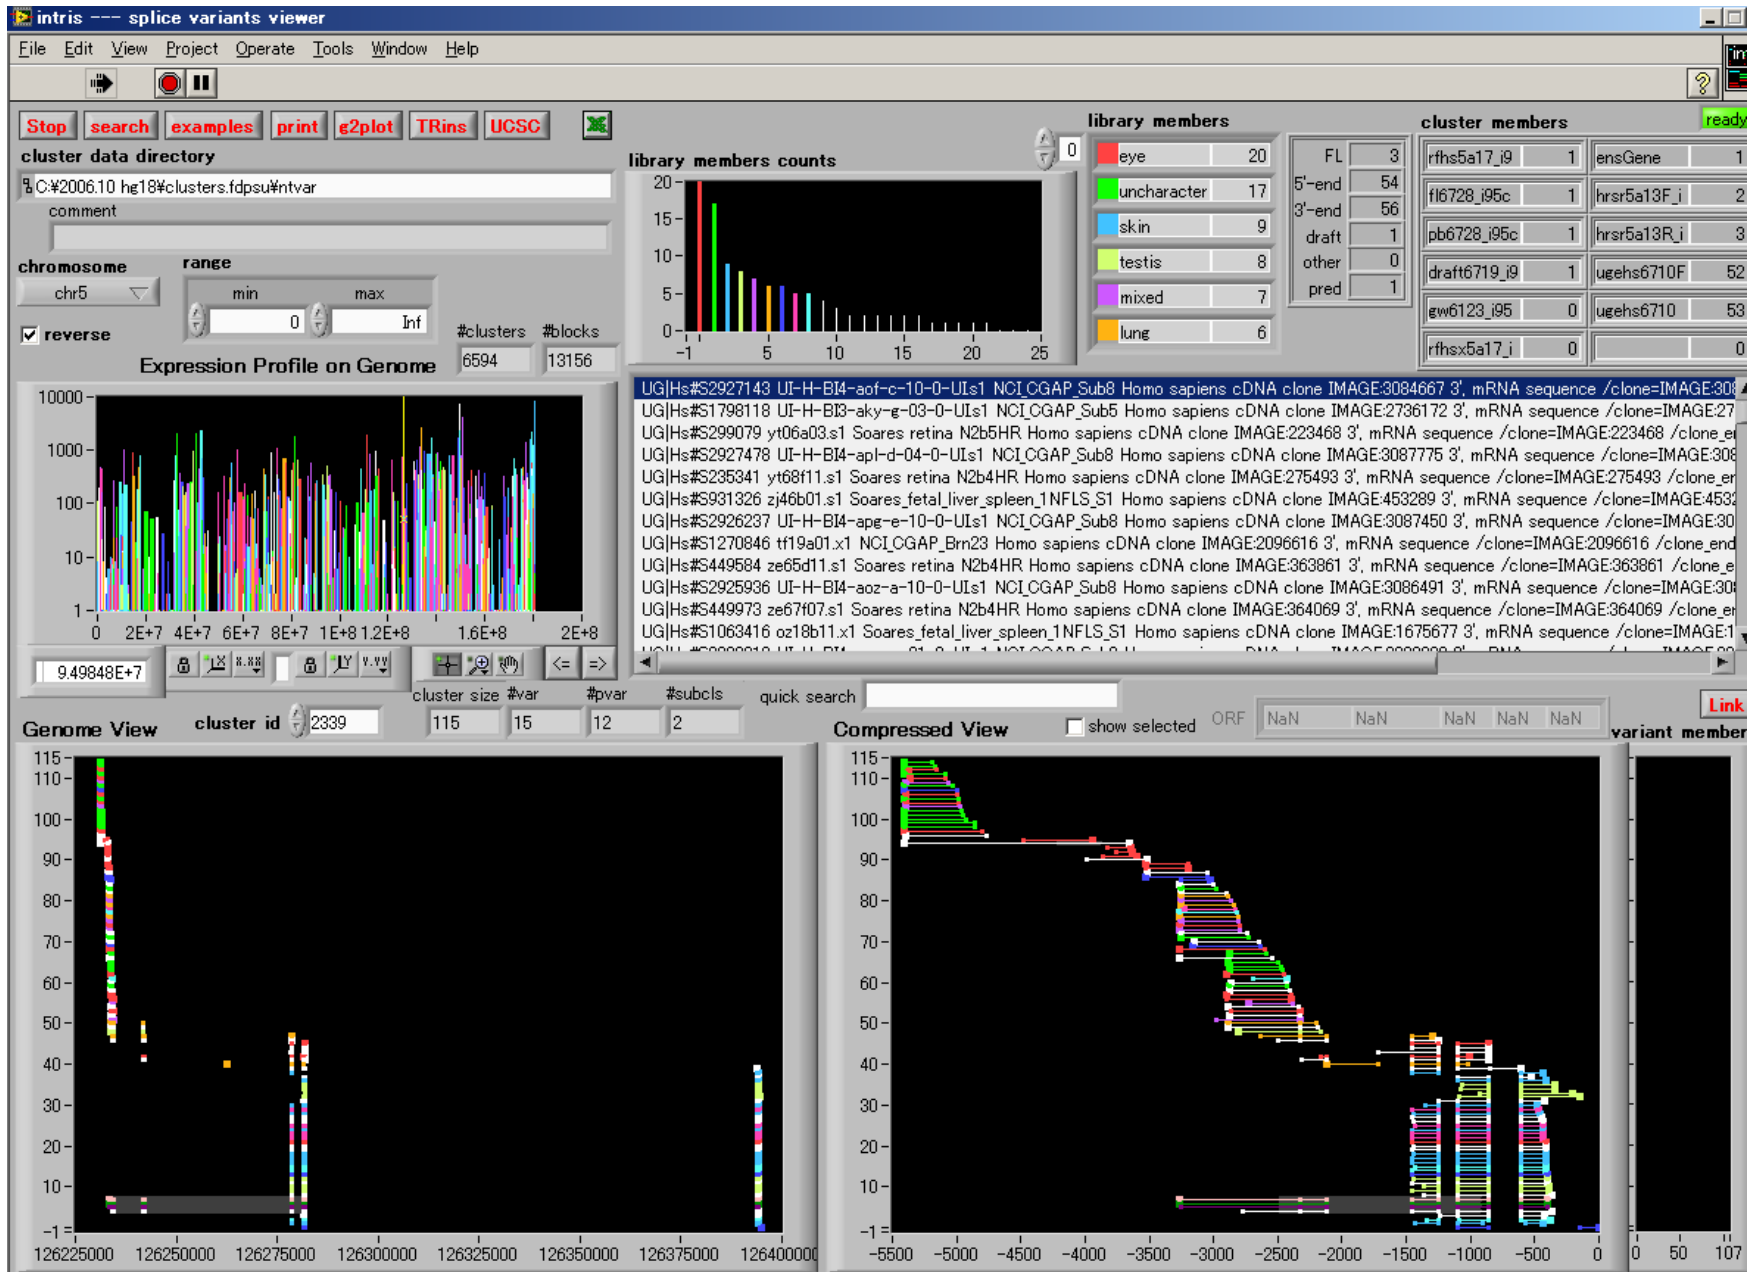 intris --- splice variants viewer
File Edit View Project Operate Tools Window Help
Stop search examples print g2plot TRins UCSC
cluster data directory
C:¥2006.10 hg18¥clusters.fdpsu¥ntvar
comment
chromosome
chr5
range
min max
0 Inf
reverse
#clusters #blocks
6594 13156
library members counts
0
20
15
10
5
0
-1 5 10 15 20 25
library members
eye 20
uncharacter 17
skin 9
testis 8
mixed 7
lung 6
FL 3
5'-end 54
3'-end 56
draft 1
other 0
pred 1
cluster members
ready
rfhs5a17_i9 1 ensGene 1
fl6728_i95c 1 hrsr5a13F_i 2
pb6728_i95c 1 hrsr5a13R_i 3
draft6719_i9 1 ugehs6710F 52
gw6123_i95 0 ugehs6710 53
rfhsx5a17_i 0 0
Expression Profile on Genome
10000
1000
100
10
1
0 2E+7 4E+7 6E+7 8E+7 1E+8 1.2E+8 1.6E+8 2E+8
9.49848E+7
X.XX Y.YY <= =>
UG|Hs#S2927143 UI-H-BI4-aof-c-10-0-UIs1 NCI_CGAP_Sub8 Homo sapiens cDNA clone IMAGE:3084667 3', mRNA sequence /clone=IMAGE:308
UG|Hs#S1798118 UI-H-BI3-aky-g-03-0-UIs1 NCI_CGAP_Sub5 Homo sapiens cDNA clone IMAGE:2736172 3', mRNA sequence /clone=IMAGE:27
UG|Hs#S299079 yt06a03.s1 Soares retina N2b5HR Homo sapiens cDNA clone IMAGE:223468 3', mRNA sequence /clone=IMAGE:223468 /clone_e
UG|Hs#S2927478 UI-H-BI4-apl-d-04-0-UIs1 NCI_CGAP_Sub8 Homo sapiens cDNA clone IMAGE:3087775 3', mRNA sequence /clone=IMAGE:308
UG|Hs#S235341 yt68f11.s1 Soares retina N2b4HR Homo sapiens cDNA clone IMAGE:275493 3', mRNA sequence /clone=IMAGE:275493 /clone_e
UG|Hs#S931326 zj46b01.s1 Soares_fetal_liver_spleen_1NFLS_S1 Homo sapiens cDNA clone IMAGE:453289 3', mRNA sequence /clone=IMAGE:453
UG|Hs#S2926237 UI-H-BI4-apg-e-10-0-UIs1 NCI_CGAP_Sub8 Homo sapiens cDNA clone IMAGE:3087450 3', mRNA sequence /clone=IMAGE:30
UG|Hs#S1270846 tf19a01.x1 NCI_CGAP_Brn23 Homo sapiens cDNA clone IMAGE:2096616 3', mRNA sequence /clone=IMAGE:2096616 /clone_end
UG|Hs#S449584 ze65d11.s1 Soares retina N2b4HR Homo sapiens cDNA clone IMAGE:363861 3', mRNA sequence /clone=IMAGE:363861 /clone_e
UG|Hs#S2925936 UI-H-BI4-aoz-a-10-0-UIs1 NCI_CGAP_Sub8 Homo sapiens cDNA clone IMAGE:3086491 3', mRNA sequence /clone=IMAGE:30
UG|Hs#S449973 ze67f07.s1 Soares retina N2b4HR Homo sapiens cDNA clone IMAGE:364069 3', mRNA sequence /clone=IMAGE:364069 /clone_e
UG|Hs#S1063416 oz18b11.x1 Soares_fetal_liver_spleen_1NFLS_S1 Homo sapiens cDNA clone IMAGE:1675677 3', mRNA sequence /clone=IMAGE:1
cluster size #var #pvar #subcls
115 15 12 2
quick search
Genome View
cluster id 2339
Compressed View
show selected
ORF NaN NaN NaN NaN NaN
Link
variant member
115
110
100
90
80
70
60
50
40
30
20
10
-1
126225000 126250000 126275000 126300000 126325000 126350000 126375000 126400000
115
110
100
90
80
70
60
50
40
30
20
10
-1
-5500 -5000 -4500 -4000 -3500 -3000 -2500 -2000 -1500 -1000 -500 0
0 50 107